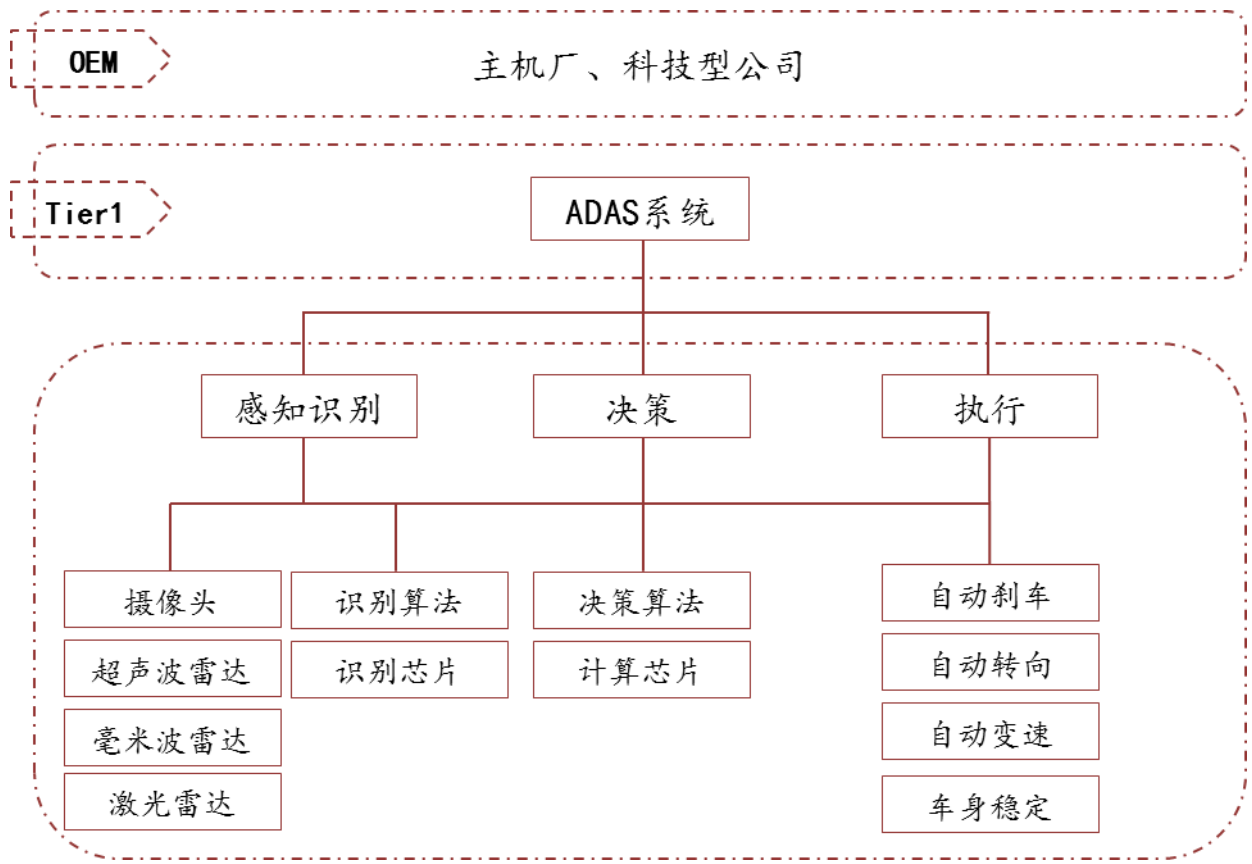 OEM
主机厂、科技型公司
Tier1
ADAS系统
感知识别
决策
执行
摄像头
识别算法
决策算法
自动刹车
超声波雷达
识别芯片
计算芯片
自动转向
毫米波雷达
自动变速
激光雷达
车身稳定